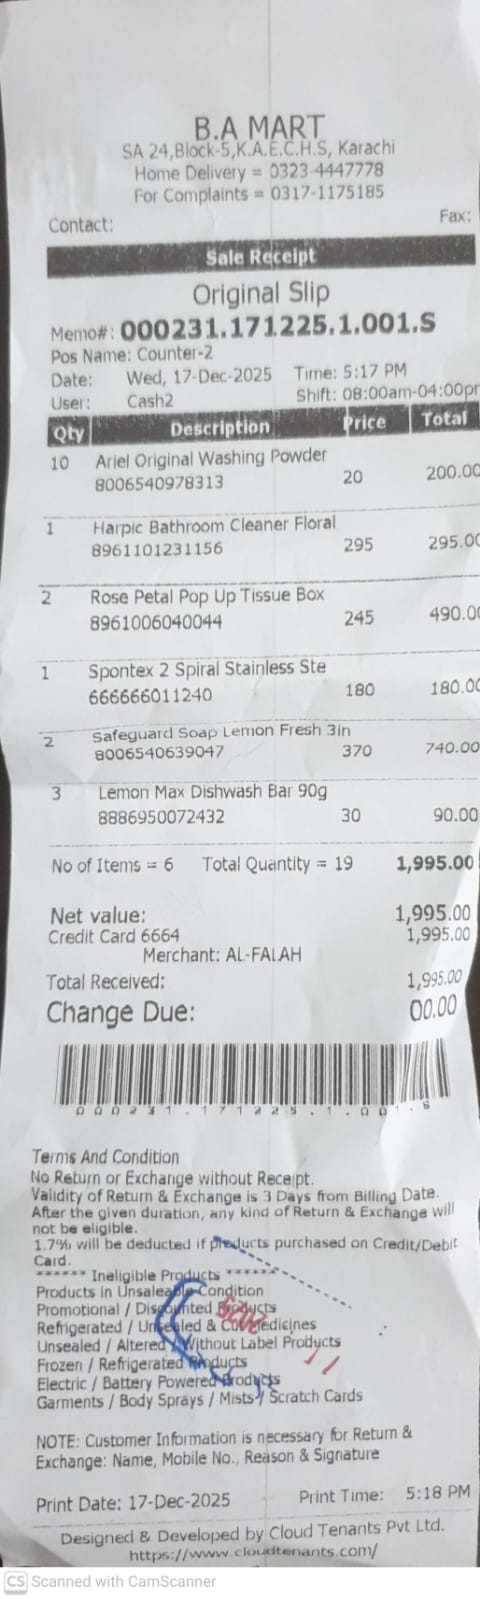 B.A MART
SA 24,Block-5,K.A.E.C.H.S, Karachi
Home Delivery = 0323-4447778
For Complaints = 0317-1175185
Contact: Fax:
Sale Receipt
Original Slip
Memo#: 000231.171225.1.001.S
Pos Name: Counter-2
Date: Wed, 17-Dec-2025 Time: 5:17 PM
User: Cash2 Shift: 08:00am-04:00pm
Qty Description Price Total
10 Ariel Original Washing Powder
8006540978313 20 200.00
1 Harpic Bathroom Cleaner Floral
8961101231156 295 295.00
2 Rose Petal Pop Up Tissue Box
8961006040044 245 490.00
1 Spontex 2 Spiral Stainless Ste
666666011240 180 180.00
2 Safeguard Soap Lemon Fresh 3in
8006540639047 370 740.00
3 Lemon Max Dishwash Bar 90g
8886950072432 30 90.00
No of Items = 6 Total Quantity = 19 1,995.00
Net value: 1,995.00
Credit Card 6664 1,995.00
Merchant: AL-FALAH
Total Received: 1,995.00
Change Due: 00.00
000231.171225.1.001.S
Terms And Condition
No Return or Exchange without Receipt.
Validity of Return & Exchange is 3 Days from Billing Date.
After the given duration, any kind of Return & Exchange will
not be eligible.
1.7% will be deducted if products purchased on Credit/Debit
Card.
****** Ineligible Products ******
Products in Unsaleable Condition
Promotional / Discounted Products
Refrigerated / Unsealed & Cut Medicines
Unsealed / Altered / Without Label Products
Frozen / Refrigerated Products
Electric / Battery Powered Products
Garments / Body Sprays / Mists / Scratch Cards
NOTE: Customer Information is necessary for Return &
Exchange: Name, Mobile No., Reason & Signature
Print Date: 17-Dec-2025 Print Time: 5:18 PM
Designed & Developed by Cloud Tenants Pvt Ltd.
https://www.cloudtenants.com/
CS Scanned with CamScanner